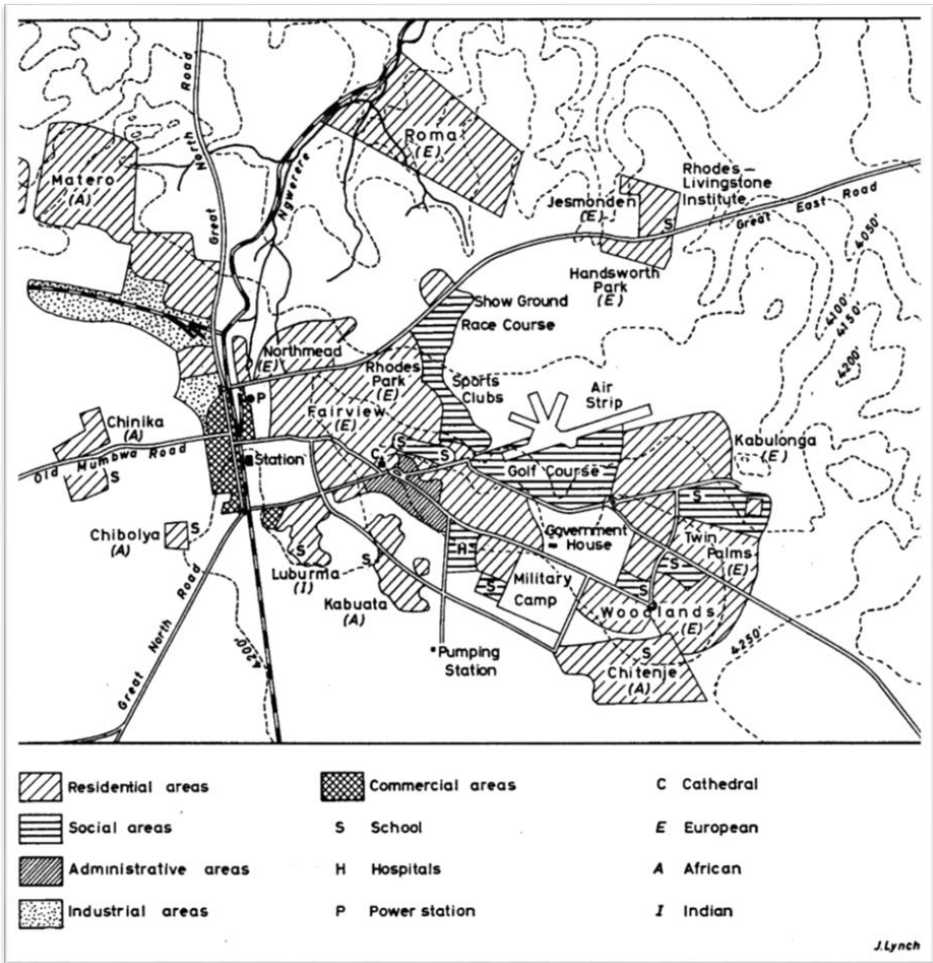 Great North Road
Ngwerere
Roma
(E)
Matero
(A)
Rhodes –
Livingstone
Institute
Jesmonden
(E)
S
Great East Road
4050'
Handsworth
Park
(E)
4100'
4150'
4200'
Show Ground
Race Course
Northmead
(E)
Rhodes
Park
(E)
Sports
Clubs
Air
Strip
P
Fairview
(E)
Chinika
(A)
S
Old Mumbwa Road
Station
C
S
S
Golf Course
Kabulonga
(E)
S
Chibolya
(A)
S
Luburma
(I)
S
S
Kabuata
(A)
H
S
Government
House
Military
Camp
Twin
Palms
(E)
S
S
S
Woodlands
(E)
Great North Road
4200'
Pumping
Station
S
Chitenje
(A)
4250'
Residential areas
Social areas
Administrative areas
Industrial areas
Commercial areas
S School
H Hospitals
P Power station
C Cathedral
E European
A African
I Indian
J. Lynch